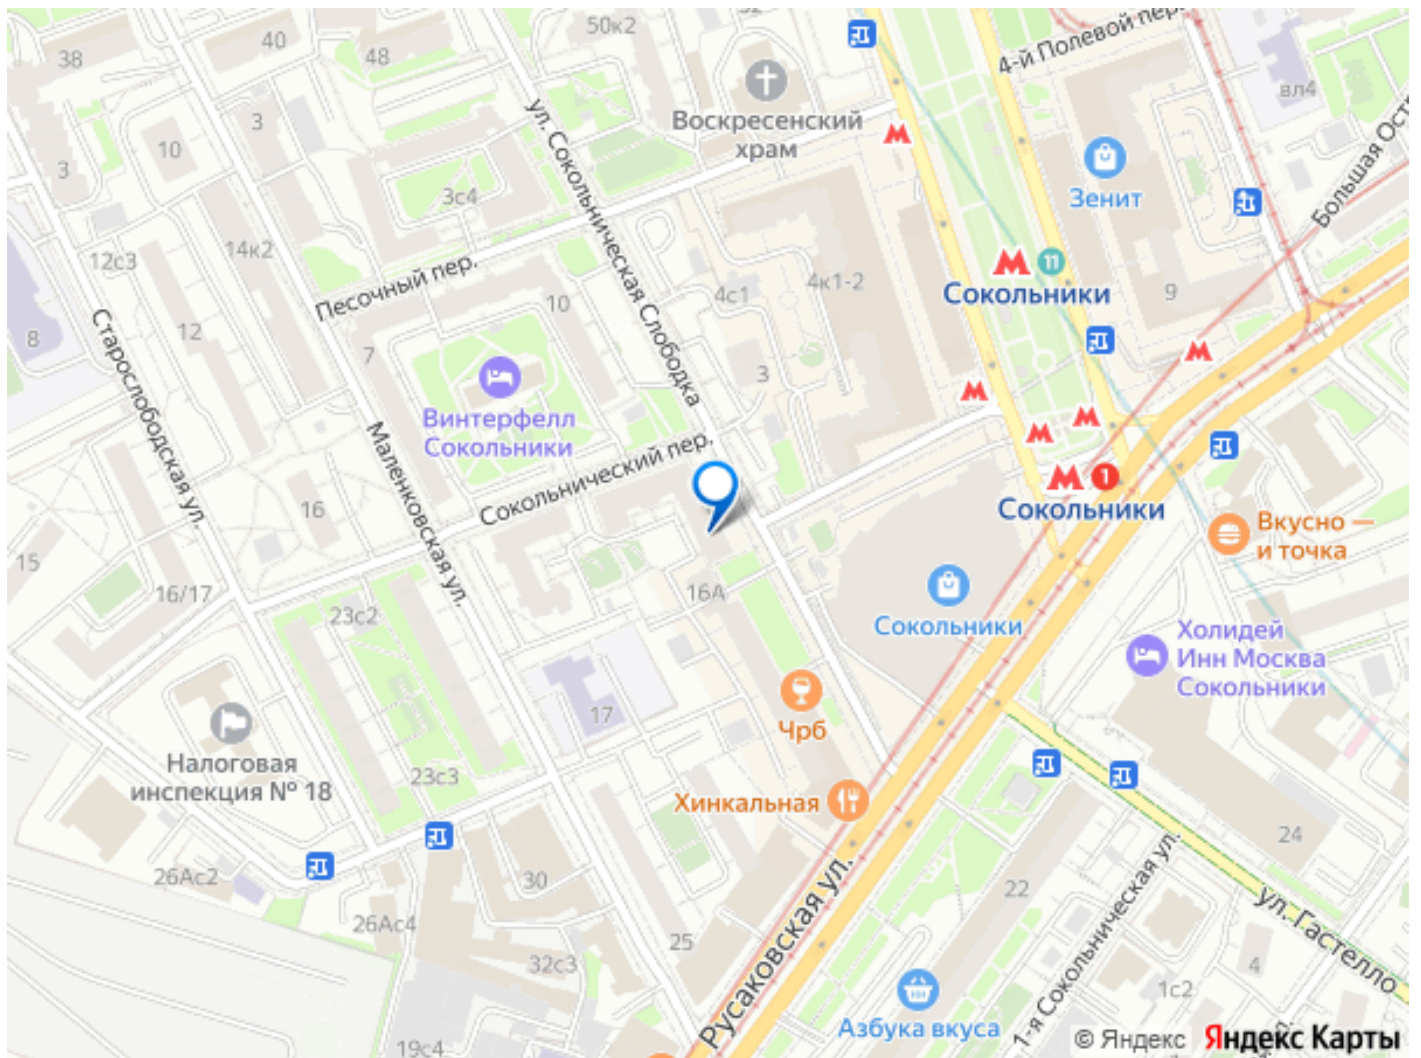 50к2
4-й Полевой пер.
40
38
48
вл4
Воскресенский
храм
3
10
3
3с4
Зенит
Большая Остр
ул. Сокольническая Слободка
14к2
12с3
Песочный пер.
11
Сокольники
4к1-2
4с1
9
10
12
8
7
Старослободская ул.
3
Винтерфелл
Сокольники
Маленковская ул.
Сокольнический пер.
1
Сокольники
16
Вкусно —
и точка
15
16/17
16А
23с2
Сокольники
Холидей
Инн Москва
Сокольники
17
Чрб
Налоговая
инспекция № 18
23с3
Хинкальная
24
26Ас2
30
22
26Ас4
Русаковская ул.
ул. Гастелло
1-я Сокольническая ул.
25
32с3
4
1с2
Азбука вкуса
19с4
© Яндекс Яндекс Карты